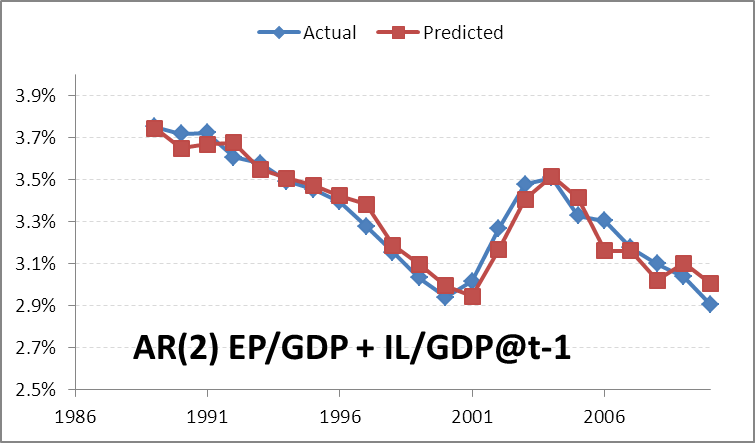 Actual Predicted
3.9%
3.7%
3.5%
3.3%
3.1%
2.9%
2.7%
2.5%
AR(2) EP/GDP + IL/GDP@t-1
1986 1991 1996 2001 2006